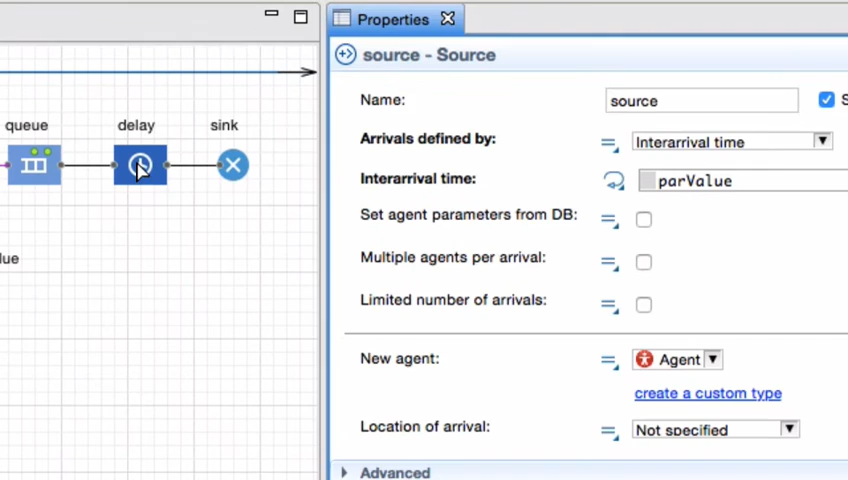 Properties
source - Source
Name:
source
S
Arrivals defined by:
Interarrival time
Interarrival time:
parValue
Set agent parameters from DB:
Multiple agents per arrival:
Limited number of arrivals:
New agent:
Agent
create a custom type
Location of arrival:
Not specified
Advanced
queue
delay
sink
lue